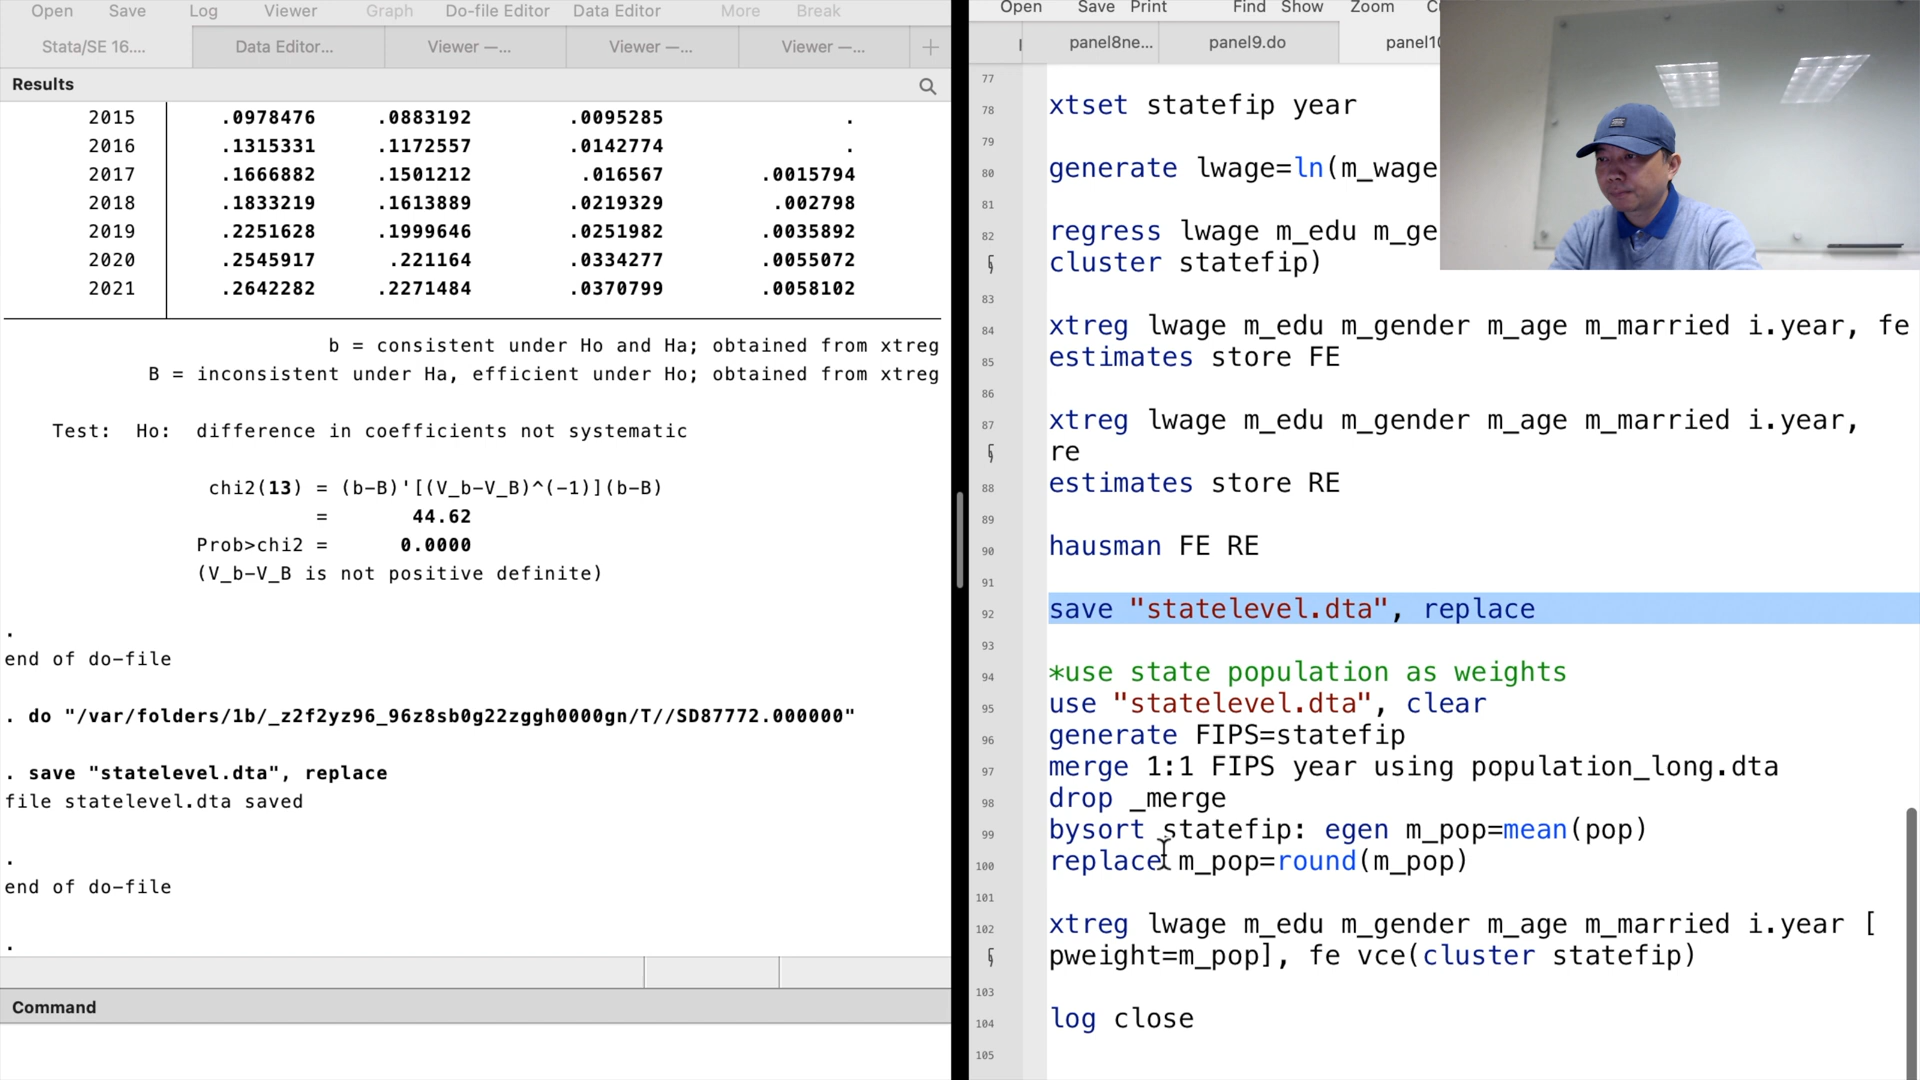 Open Save Log Viewer Graph Do-file Editor Data Editor More Break
Stata/SE 16.... Data Editor... Viewer —... Viewer —... Viewer —...
Results
2015 .0978476 .0883192 .0095285 .
2016 .1315331 .1172557 .0142774 .
2017 .1666882 .1501212 .016567 .0015794
2018 .1833219 .1613889 .0219329 .002798
2019 .2251628 .1999646 .0251982 .0035892
2020 .2545917 .221164 .0334277 .0055072
2021 .2642282 .2271484 .0370799 .0058102
b = consistent under Ho and Ha; obtained from xtreg
B = inconsistent under Ha, efficient under Ho; obtained from xtreg
Test: Ho: difference in coefficients not systematic
chi2(13) = (b-B)'[(V_b-V_B)^(-1)](b-B)
= 44.62
Prob>chi2 = 0.0000
(V_b-V_B is not positive definite)
.
end of do-file
. do "/var/folders/1b/_z2f2yz96_96z8sb0g22zggh0000gn/T//SD87772.000000"
. save "statelevel.dta", replace
file statelevel.dta saved
.
end of do-file
.
Command
Open Save Print Find Show Zoom
panel8ne... panel9.do panel10
77
78 xtset statefip year
79
80 generate lwage=ln(m_wage
81
82 regress lwage m_edu m_ge
cluster statefip)
83
84 xtreg lwage m_edu m_gender m_age m_married i.year, fe
85 estimates store FE
86
87 xtreg lwage m_edu m_gender m_age m_married i.year,
re
88 estimates store RE
89
90 hausman FE RE
91
92 save "statelevel.dta", replace
93
94 *use state population as weights
95 use "statelevel.dta", clear
96 generate FIPS=statefip
97 merge 1:1 FIPS year using population_long.dta
98 drop _merge
99 bysort statefip: egen m_pop=mean(pop)
100 replace m_pop=round(m_pop)
101
102 xtreg lwage m_edu m_gender m_age m_married i.year [
pweight=m_pop], fe vce(cluster statefip)
103
104 log close
105